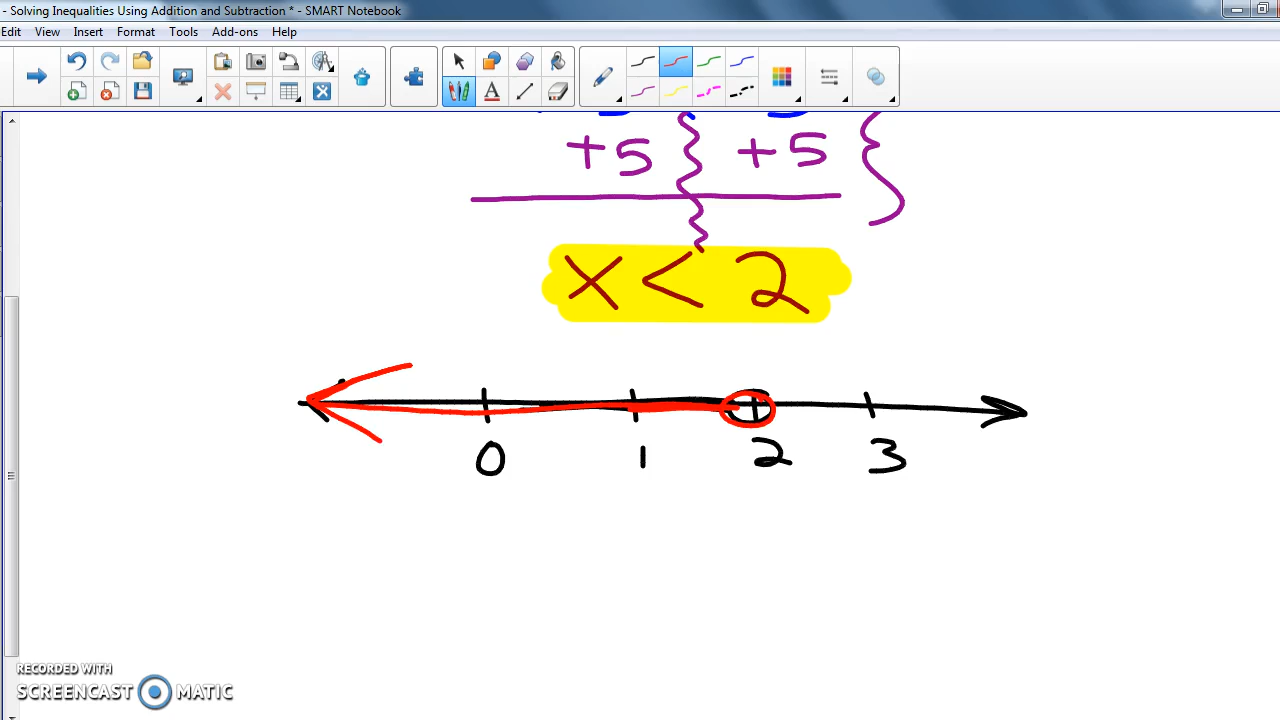 - Solving Inequalities Using Addition and Subtraction * - SMART Notebook
Edit View Insert Format Tools Add-ons Help
+5 +5
x < 2
0 1 2 3
RECORDED WITH
SCREENCAST MATIC